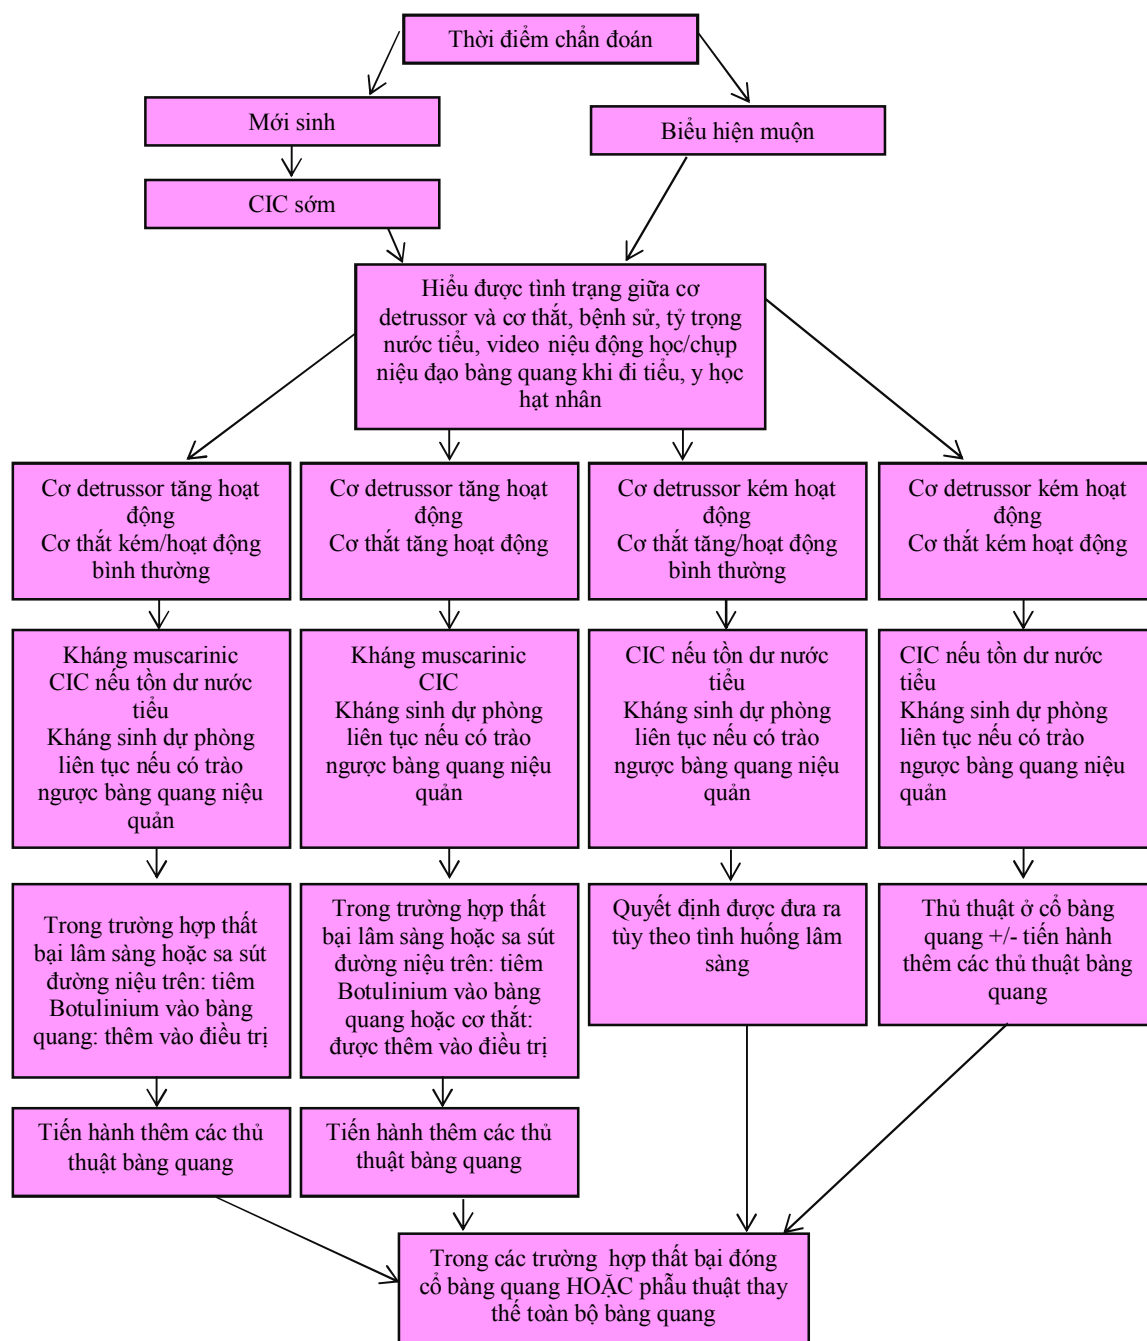 Thời điểm chẩn đoán
Mới sinh
Biểu hiện muộn
CIC sớm
Hiểu được tình trạng giữa cơ
detrussor và cơ thắt, bệnh sử, tỷ trọng
nước tiểu, video niệu động học/chụp
niệu đạo bàng quang khi đi tiểu, y học
hạt nhân
Cơ detrussor tăng hoạt
động
Cơ thắt kém/hoạt động
bình thường
Cơ detrussor tăng hoạt
động
Cơ thắt tăng hoạt động
Cơ detrussor kém hoạt
động
Cơ thắt tăng/hoạt động
bình thường
Cơ detrussor kém hoạt
động
Cơ thắt kém hoạt động
Kháng muscarinic
CIC nếu tồn dư nước
tiểu
Kháng sinh dự phòng
liên tục nếu có trào
ngược bàng quang niệu
quản
Kháng muscarinic
CIC
Kháng sinh dự phòng
liên tục nếu có trào
ngược bàng quang niệu
quản
CIC nếu tồn dư nước
tiểu
Kháng sinh dự phòng
liên tục nếu có trào
ngược bàng quang niệu
quản
CIC nếu tồn dư nước
tiểu
Kháng sinh dự phòng
liên tục nếu có trào
ngược bàng quang niệu
quản
Trong trường hợp thất
bại lâm sàng hoặc sa sút
đường niệu trên: tiêm
Botulinium vào bàng
quang: thêm vào điều trị
Trong trường hợp thất
bại lâm sàng hoặc sa sút
đường niệu trên: tiêm
Botulinium vào bàng
quang hoặc cơ thắt:
được thêm vào điều trị
Quyết định được đưa ra
tùy theo tình huống lâm
sàng
Thủ thuật ở cổ bàng
quang +/- tiến hành
thêm các thủ thuật bàng
quang
Tiến hành thêm các thủ
thuật bàng quang
Tiến hành thêm các thủ
thuật bàng quang
Trong các trường hợp thất bại đóng
cổ bàng quang HOẶC phẫu thuật thay
thế toàn bộ bàng quang